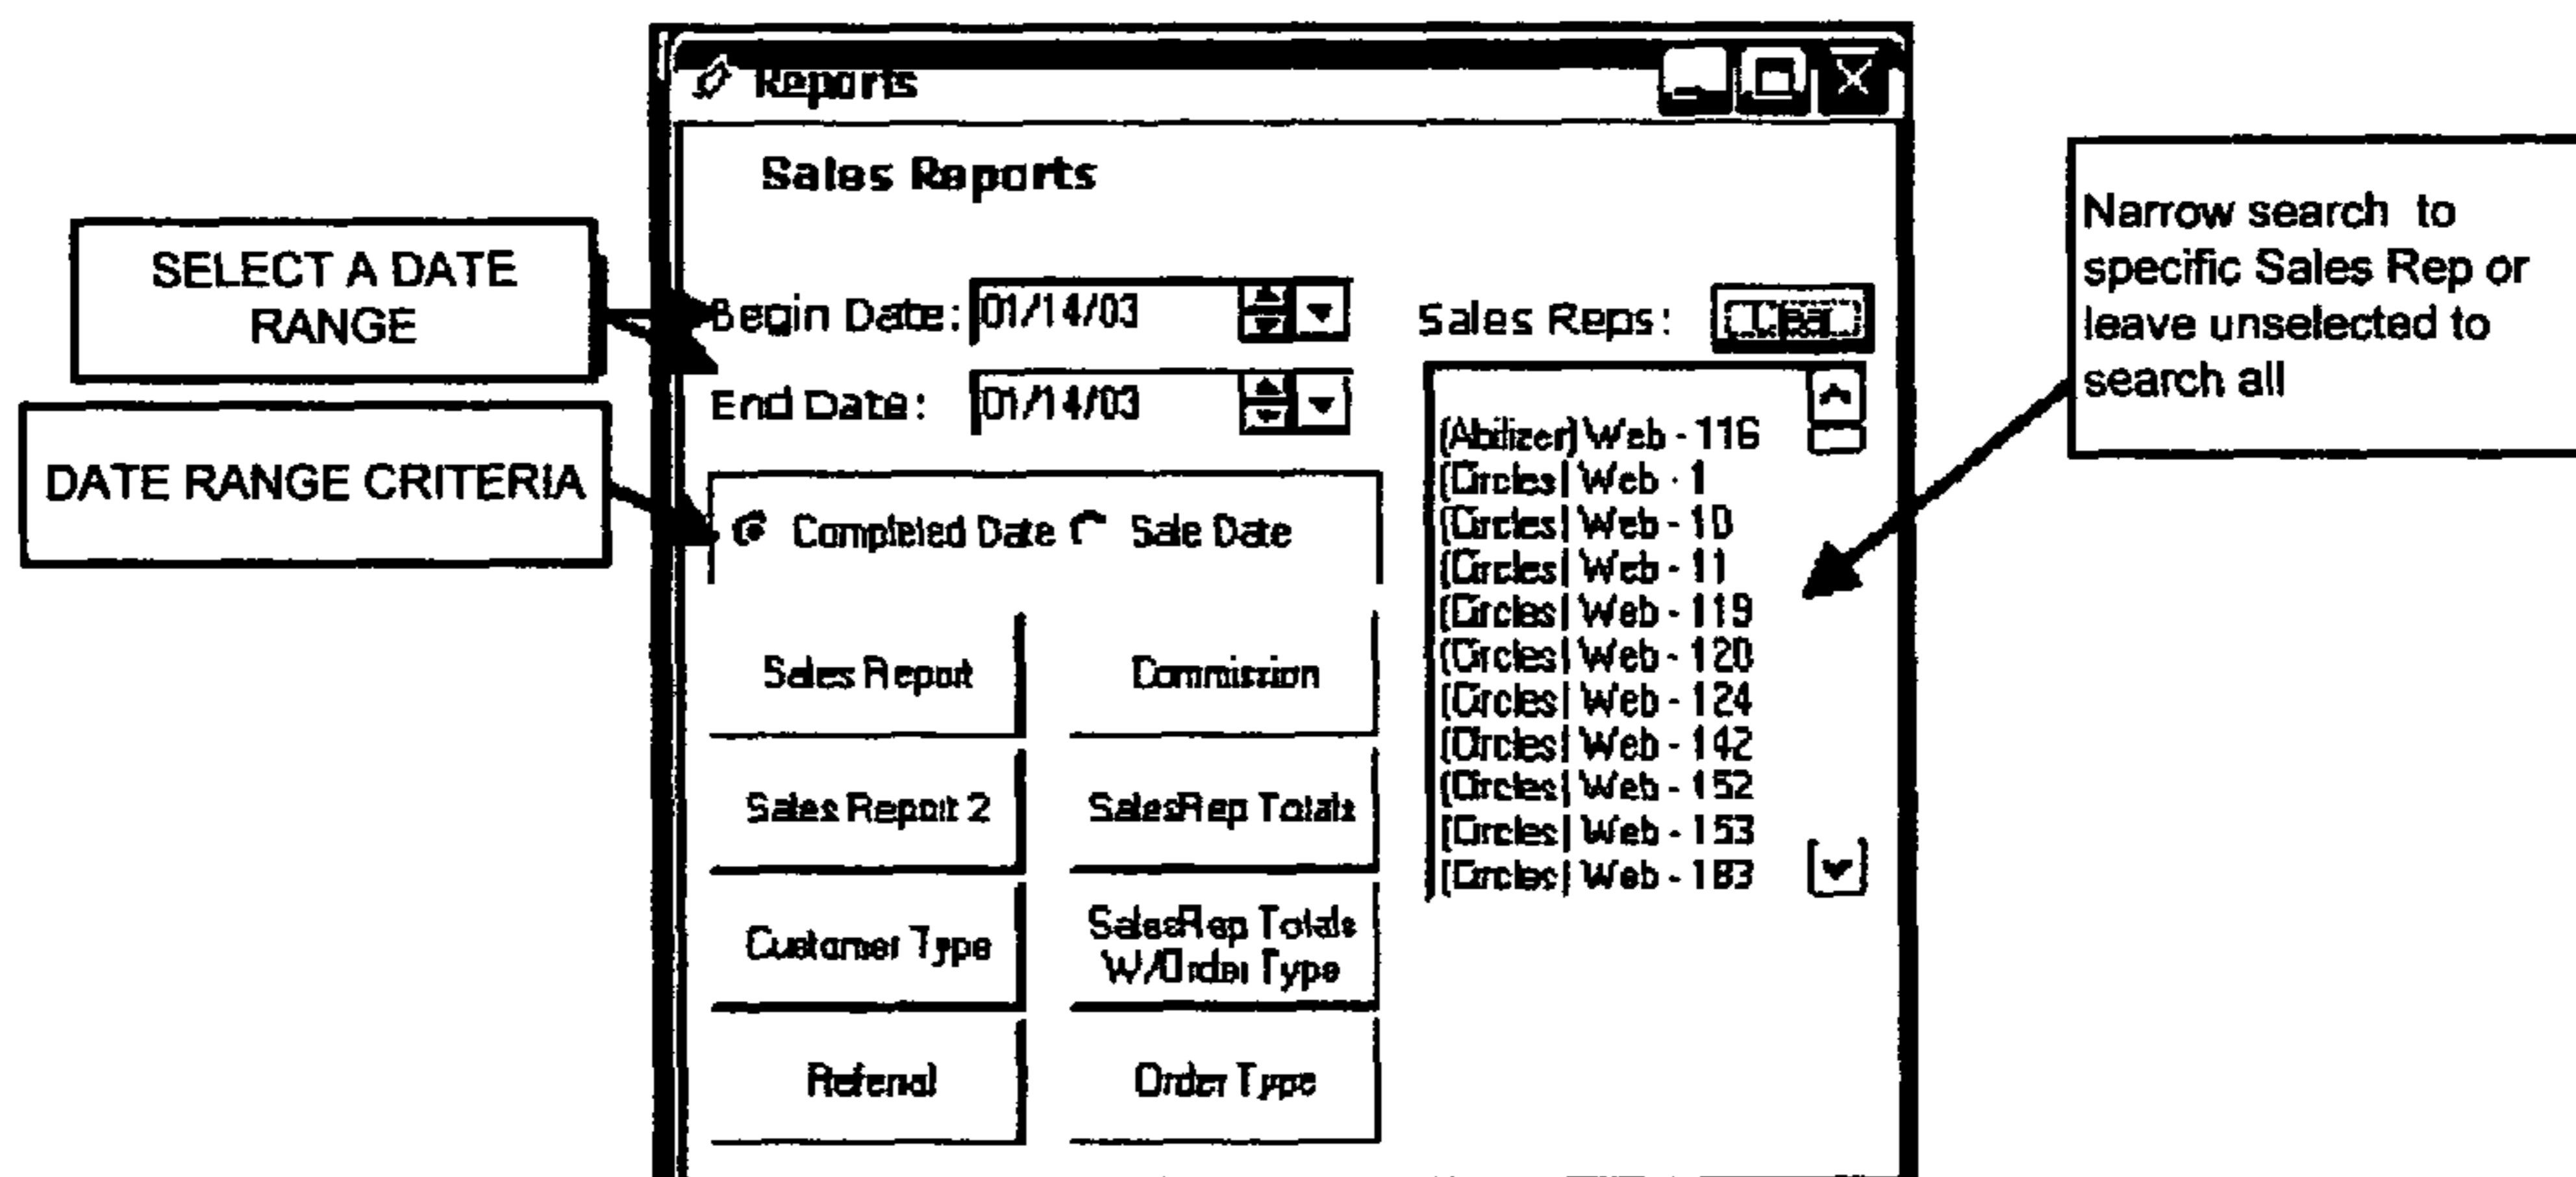 Reports
Sales Reports
SELECT A DATE
RANGE
Begin Date: 01/14/03
End Date: 01/14/03
DATE RANGE CRITERIA
Completed Date Sale Date
Sales Report Commission
Sales Report 2 SalesRep Totals
Customer Type SalesRep Totals
W/Order Type
Referral Order Type
Sales Reps: Clear
(Abilizer) Web - 116
(Circles) Web - 1
(Circles) Web - 10
(Circles) Web - 11
(Circles) Web - 119
(Circles) Web - 120
(Circles) Web - 124
(Circles) Web - 142
(Circles) Web - 152
(Circles) Web - 153
(Circles) Web - 183
Narrow search to
specific Sales Rep or
leave unselected to
search all